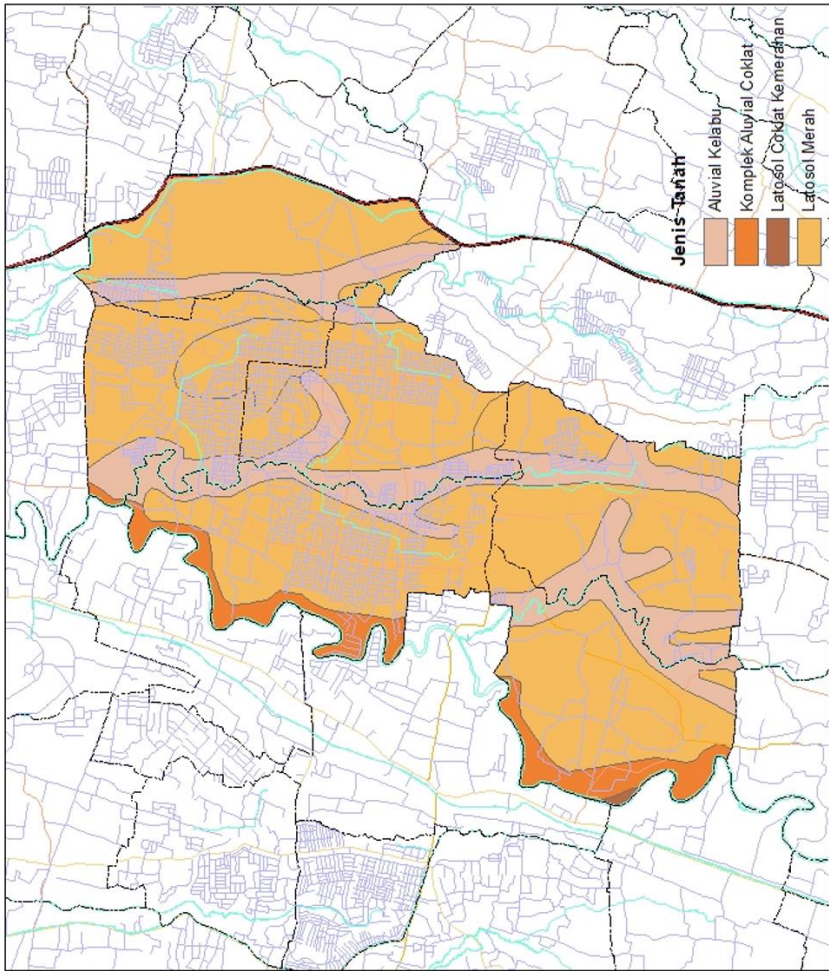 Jenis Tanah
Aluvial Kelabu
Komplek Aluvial Coklat
Latosol Coklat Kemerahan
Latosol Merah